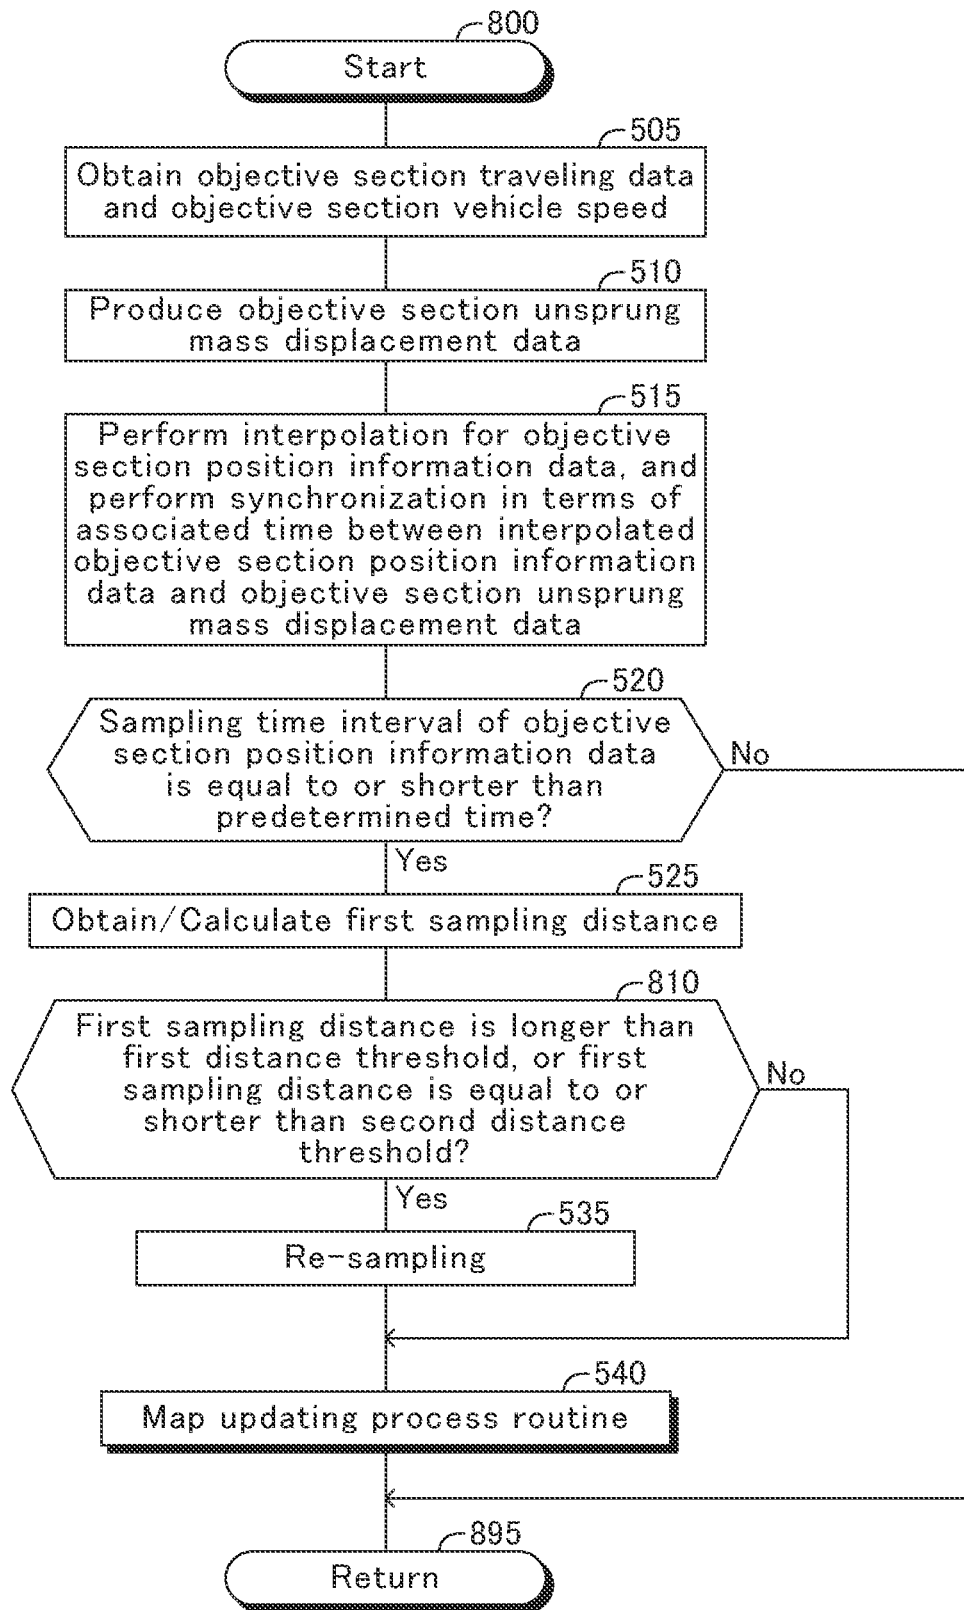 800
Start
505
Obtain objective section traveling data
and objective section vehicle speed
510
Produce objective section unsprung
mass displacement data
515
Perform interpolation for objective
section position information data, and
perform synchronization in terms of
associated time between interpolated
objective section position information
data and objective section unsprung
mass displacement data
520
Sampling time interval of objective
section position information data
is equal to or shorter than
predetermined time?
No
Yes
525
Obtain/Calculate first sampling distance
810
First sampling distance is longer than
first distance threshold, or first
sampling distance is equal to or
shorter than second distance
threshold?
No
Yes
535
Re-sampling
540
Map updating process routine
895
Return